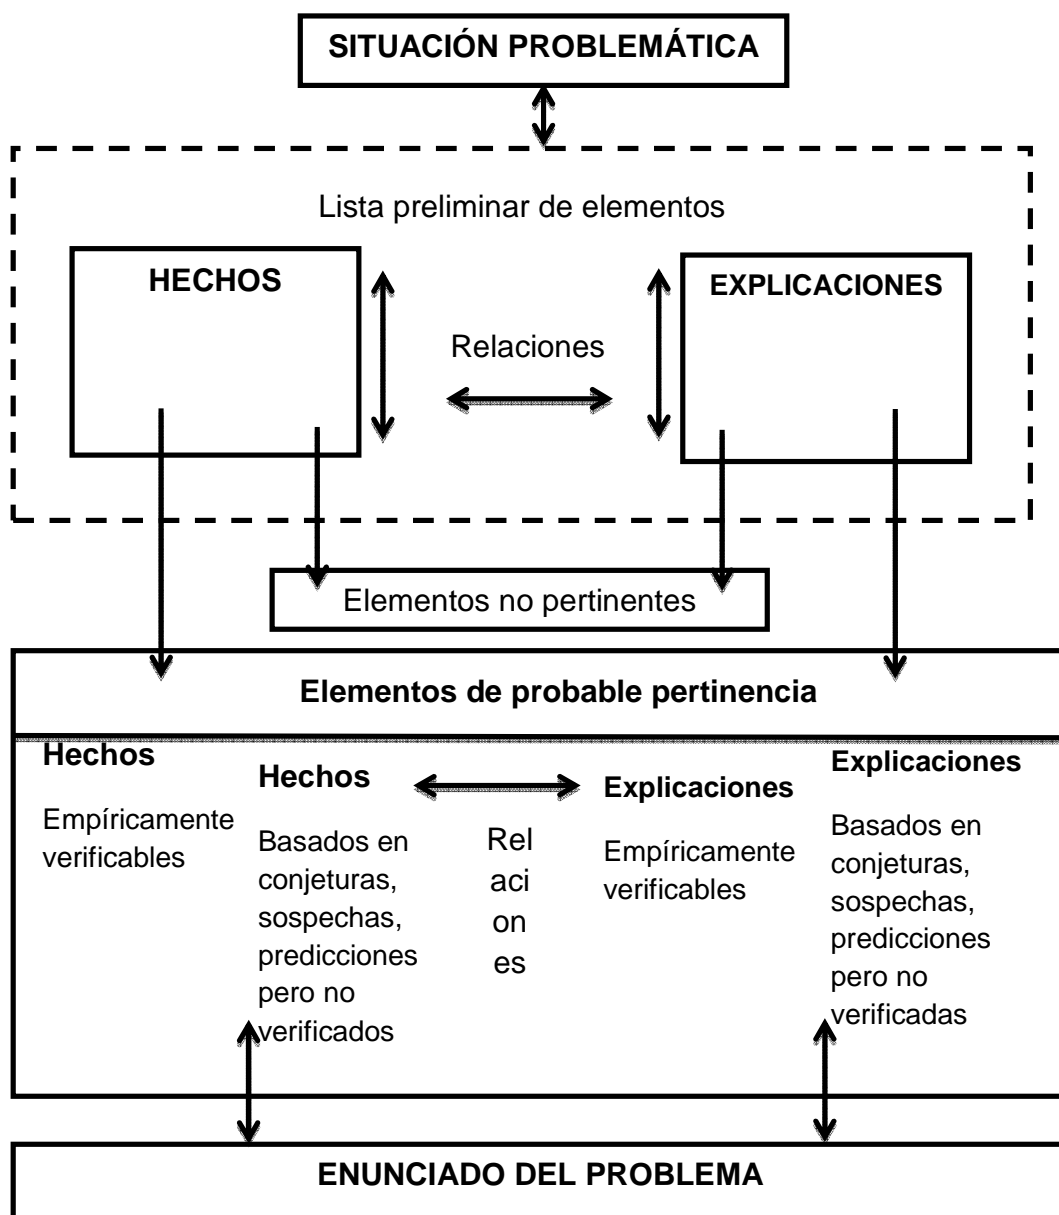 SITUACIÓN PROBLEMÁTICA
Lista preliminar de elementos
HECHOS
EXPLICACIONES
Relaciones
Elementos no pertinentes
Elementos de probable pertinencia
Hechos
Empíricamente
verificables
Hechos
Basados en
conjeturas,
sospechas,
predicciones
pero no
verificados
Rel
aci
on
es
Explicaciones
Empíricamente
verificables
Explicaciones
Basados en
conjeturas,
sospechas,
predicciones
pero no
verificadas
ENUNCIADO DEL PROBLEMA